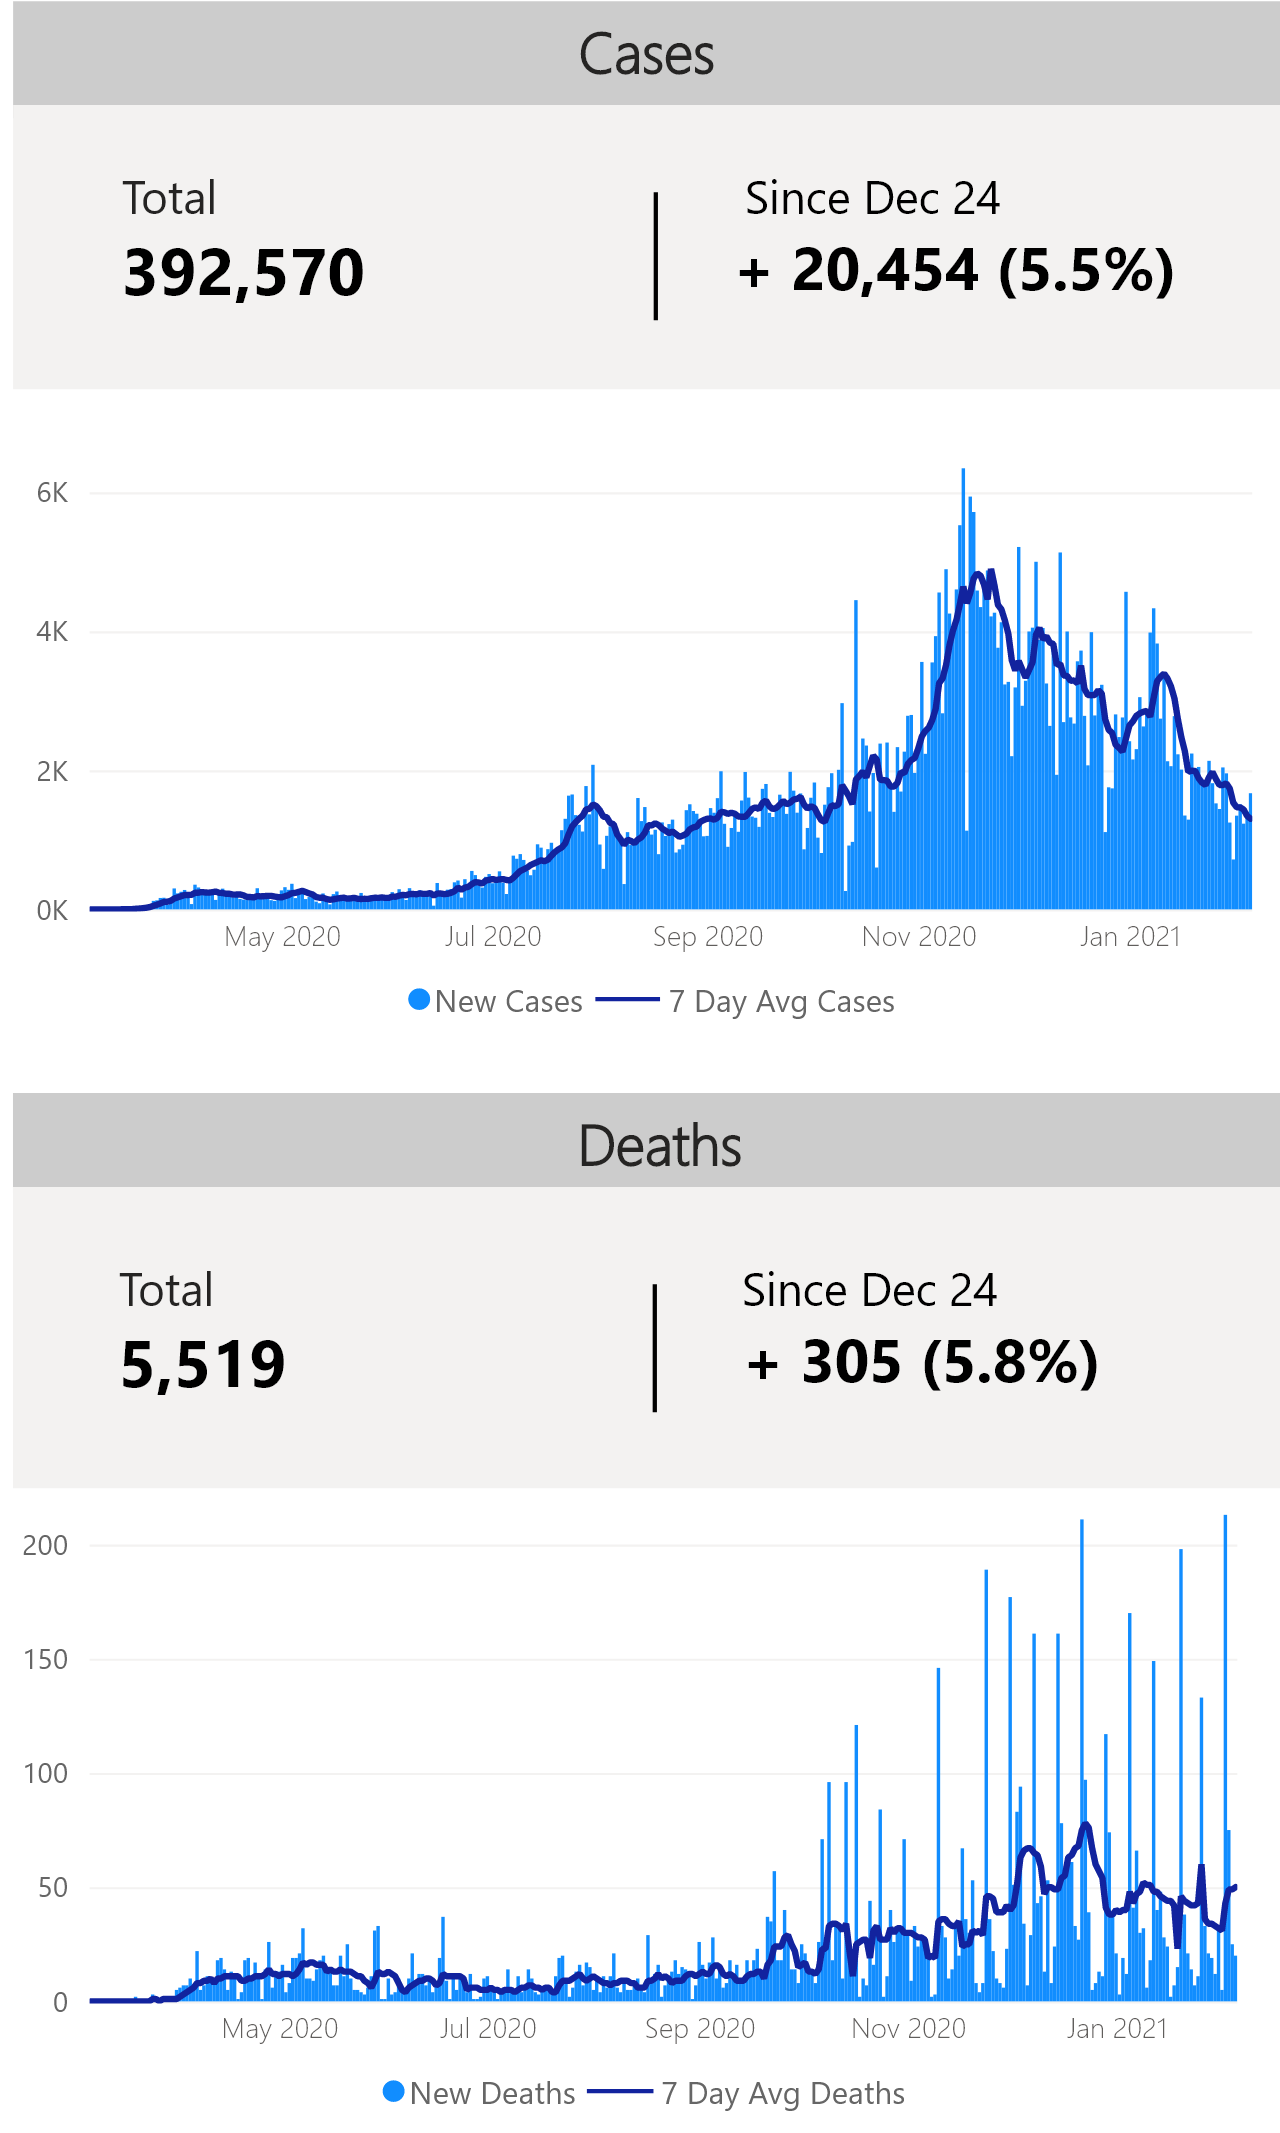 Cases
Total
Since Dec 24
392,570
+ 20,454 (5.5%)
6K
4K
2K
0K
May 2020 Jul 2020 Sep 2020 Nov 2020 Jan 2021
New Cases 7 Day Avg Cases
Deaths
Total
Since Dec 24
5,519
+ 305 (5.8%)
200
150
100
50
0
May 2020 Jul 2020 Sep 2020 Nov 2020 Jan 2021
New Deaths 7 Day Avg Deaths